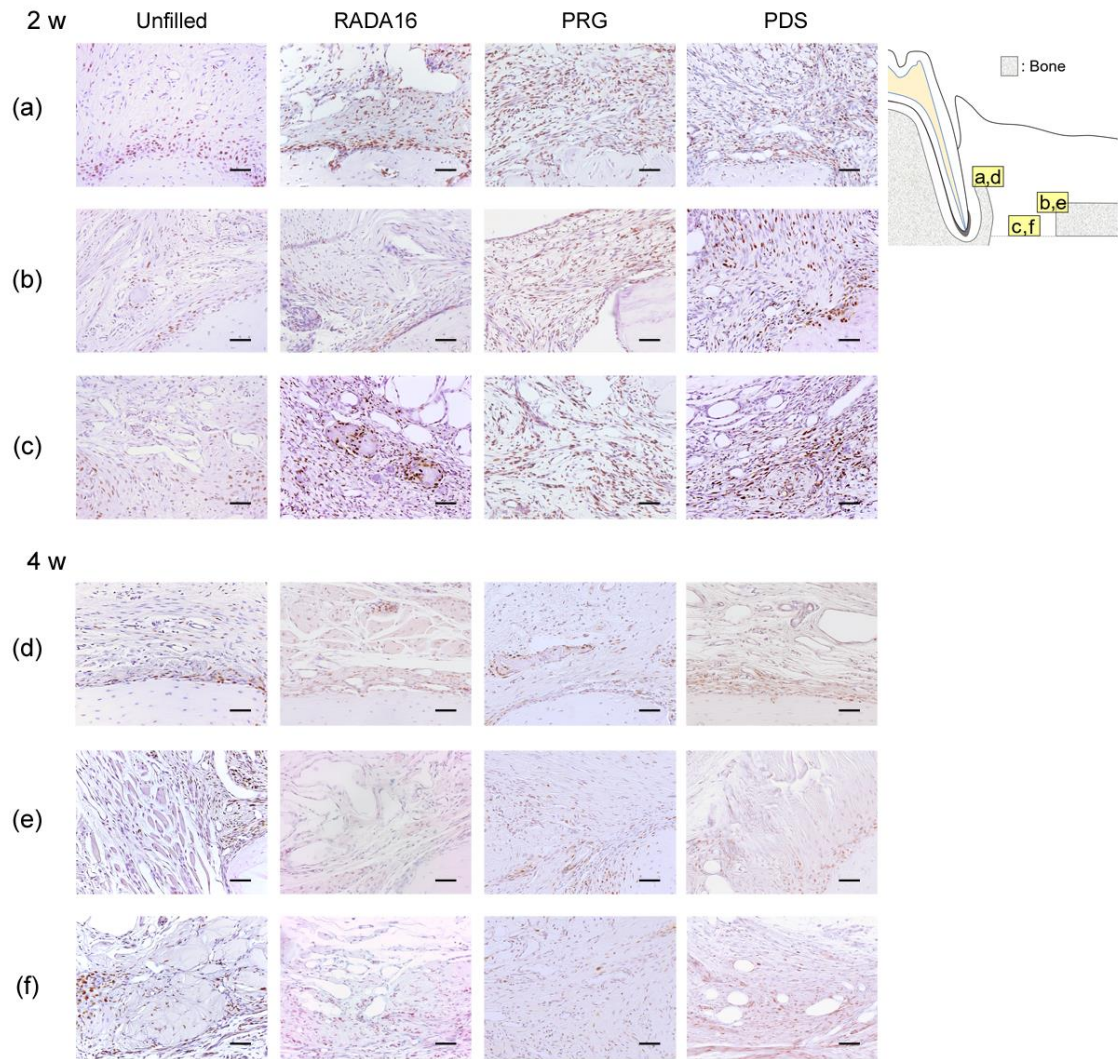 2 w Unfilled RADA16 PRG PDS
: Bone
(a)
a,d
b,e
c,f
(b)
(c)
4 w
(d)
(e)
(f)